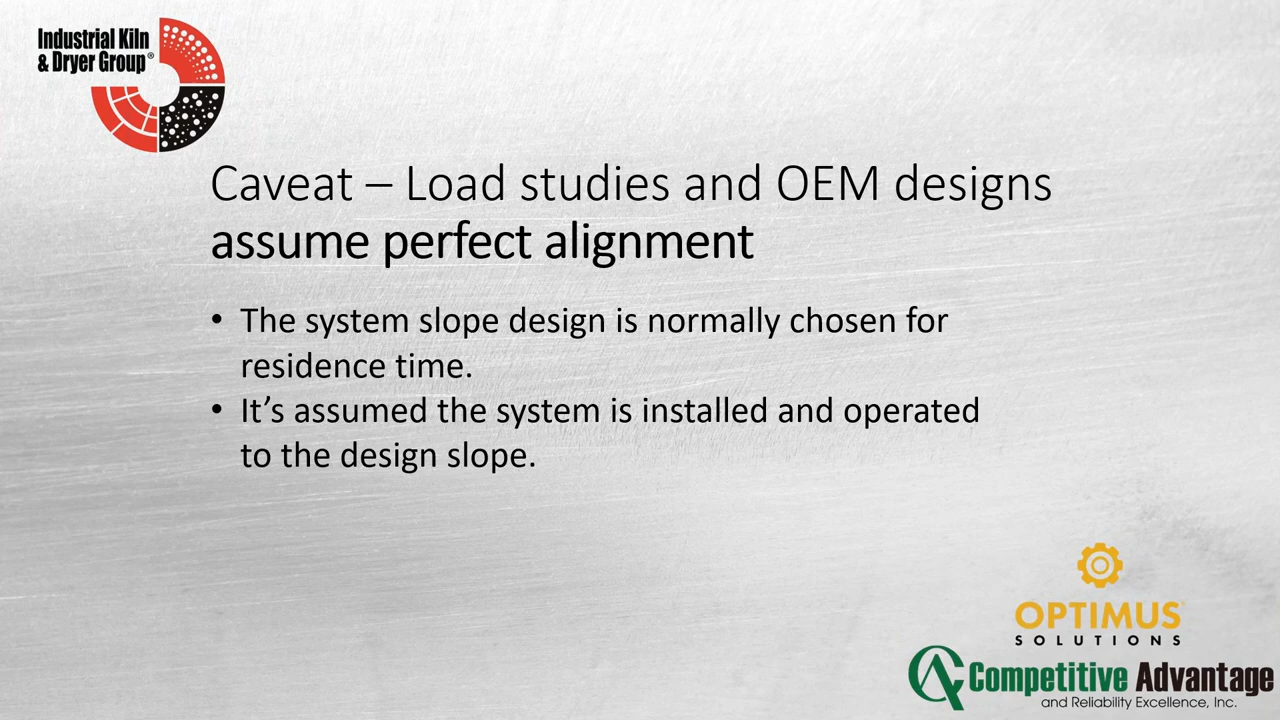 Industrial Kiln
& Dryer Group®
Caveat – Load studies and OEM designs
assume perfect alignment
• The system slope design is normally chosen for
residence time.
• It’s assumed the system is installed and operated
to the design slope.
OPTIMUS
SOLUTIONS
Competitive Advantage
and Reliability Excellence, Inc.